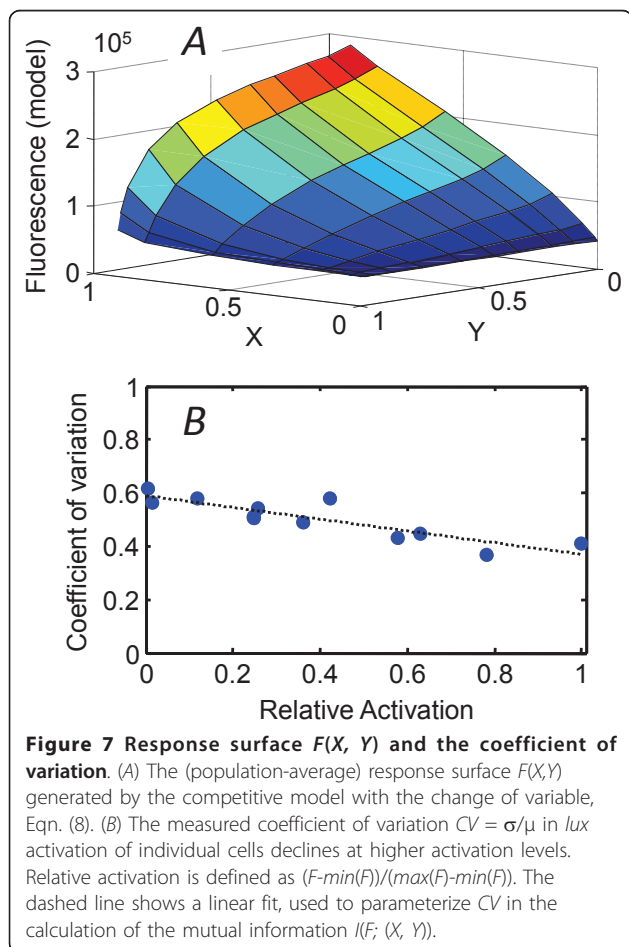 A
10⁵
3
2
1
0
Fluorescence (model)
1
0.5
0
X
1
0.5
0
Y
B
1
0.8
0.6
0.4
0.2
0
Coefficient of variation
0
0.2
0.4
0.6
0.8
1
Relative Activation
Figure 7 Response surface F(X, Y) and the coefficient of
variation. (A) The (population-average) response surface F(X,Y)
generated by the competitive model with the change of variable,
Eqn. (8). (B) The measured coefficient of variation CV = σ/μ in lux
activation of individual cells declines at higher activation levels.
Relative activation is defined as (F-min(F))/(max(F)-min(F)). The
dashed line shows a linear fit, used to parameterize CV in the
calculation of the mutual information I(F; (X, Y)).